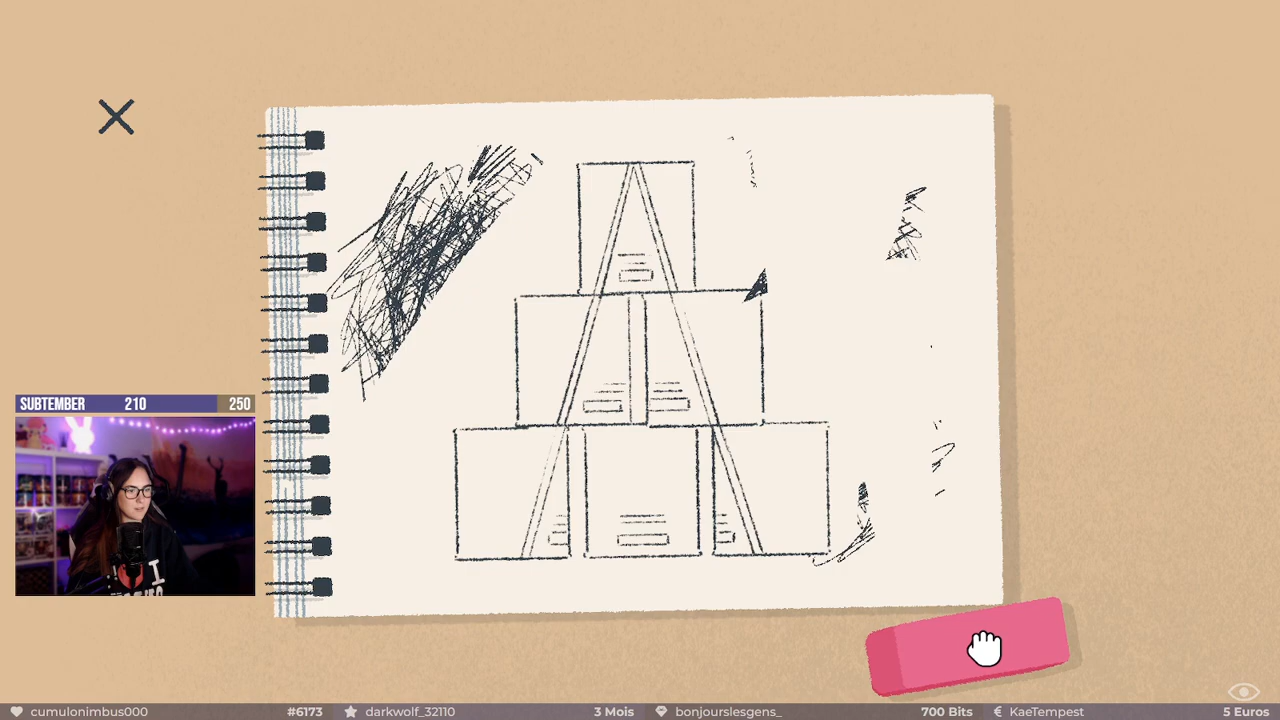 SUBTEMBER 210 250
I
cumulonimbus000 #6173 darkwolf_32110 3 Mois bonjourslesgens_ 700 Bits € KaeTempest 5 Euros